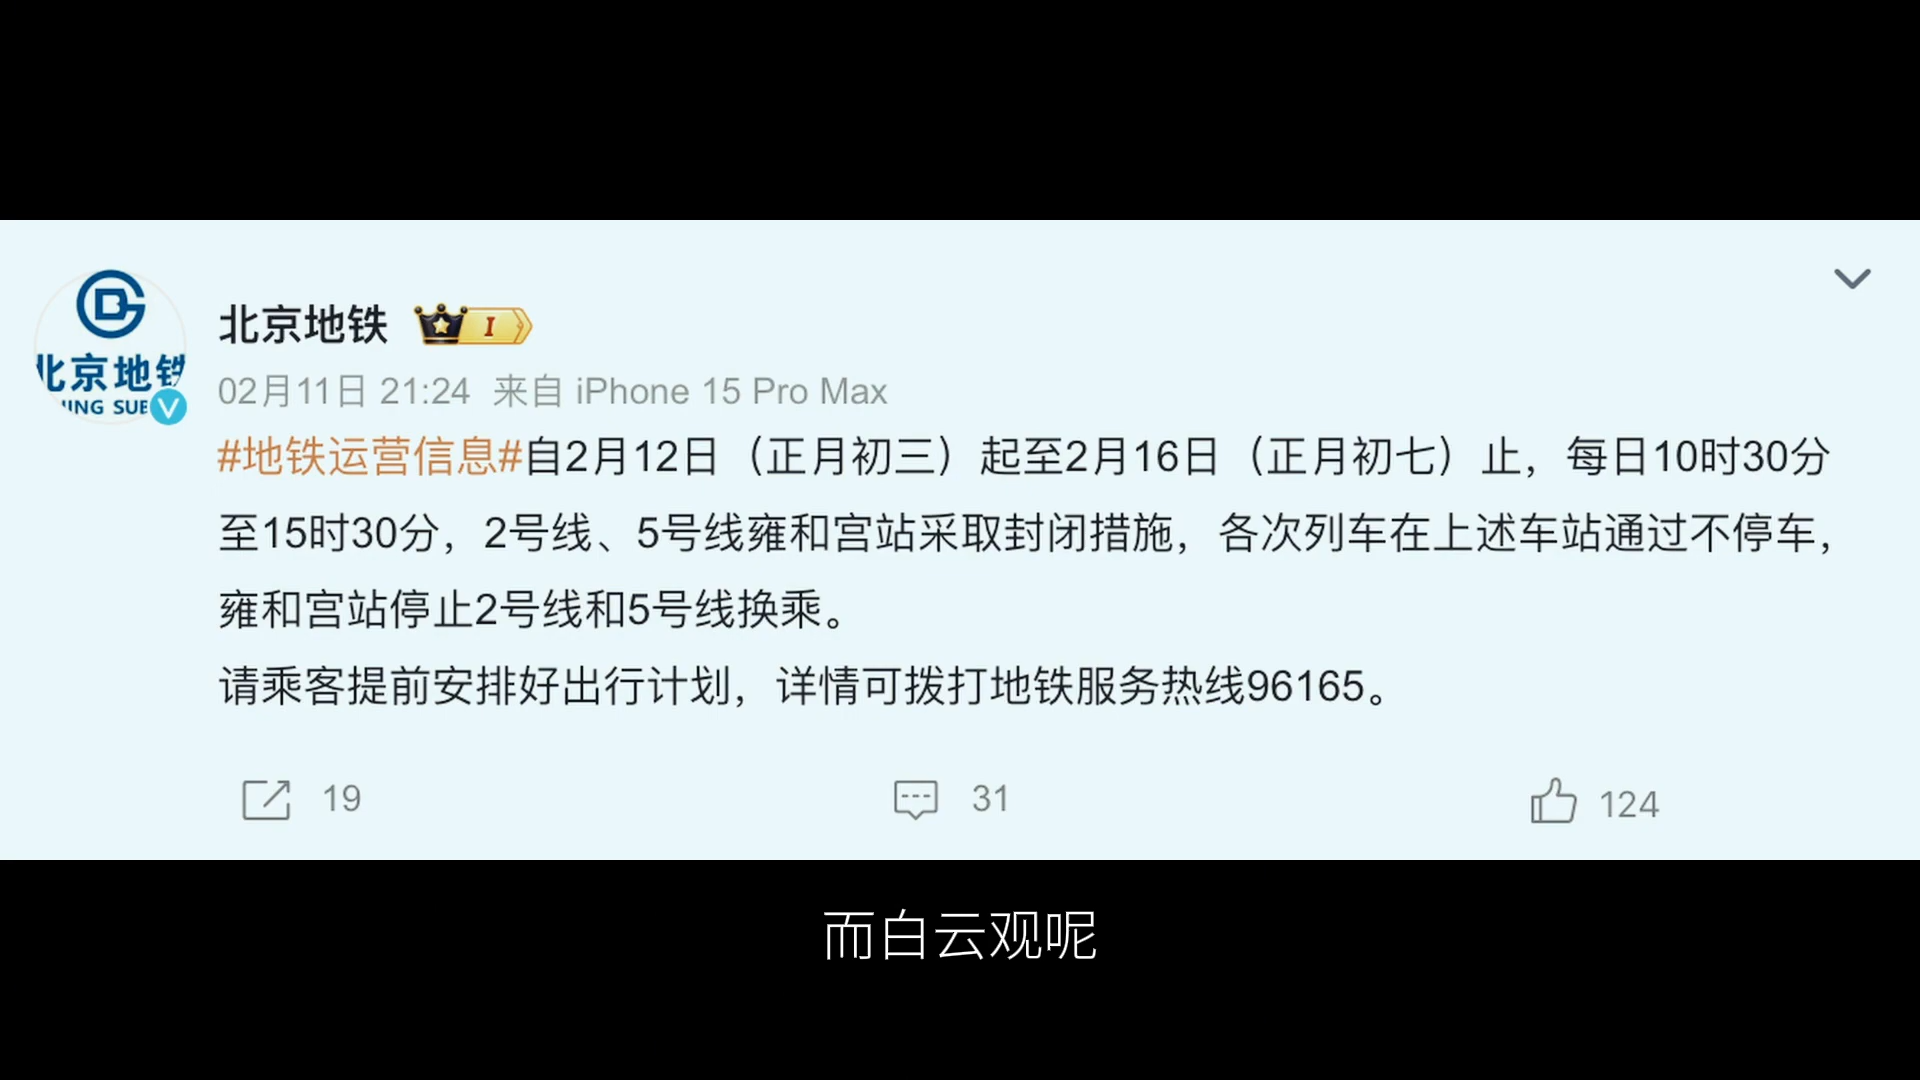 北京地铁
ING SUB
北京地铁 I
02月11日 21:24 来自 iPhone 15 Pro Max
#地铁运营信息#自2月12日（正月初三）起至2月16日（正月初七）止，每日10时30分
至15时30分，2号线、5号线雍和宫站采取封闭措施，各次列车在上述车站通过不停车，
雍和宫站停止2号线和5号线换乘。
请乘客提前安排好出行计划，详情可拨打地铁服务热线96165。
19 31 124
而白云观呢